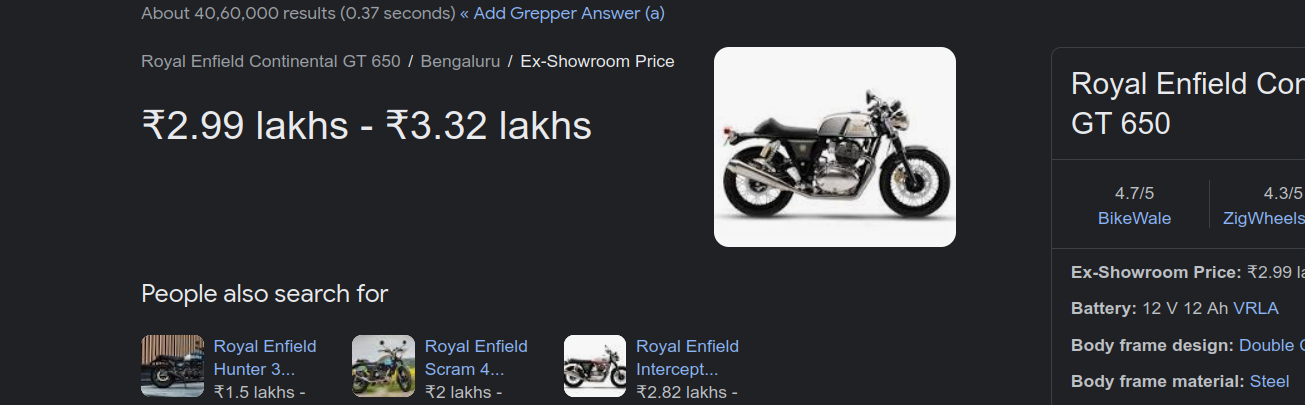 About 40,60,000 results (0.37 seconds) « Add Grepper Answer (a)
Royal Enfield Continental GT 650 / Bengaluru / Ex-Showroom Price
₹2.99 lakhs - ₹3.32 lakhs
People also search for
Royal Enfield
Hunter 3...
₹1.5 lakhs -
Royal Enfield
Scram 4...
₹2 lakhs -
Royal Enfield
Intercept...
₹2.82 lakhs -
Royal Enfield Con
GT 650
4.7/5
BikeWale
4.3/5
ZigWheels
Ex-Showroom Price: ₹2.99 la
Battery: 12 V 12 Ah VRLA
Body frame design: Double
Body frame material: Steel